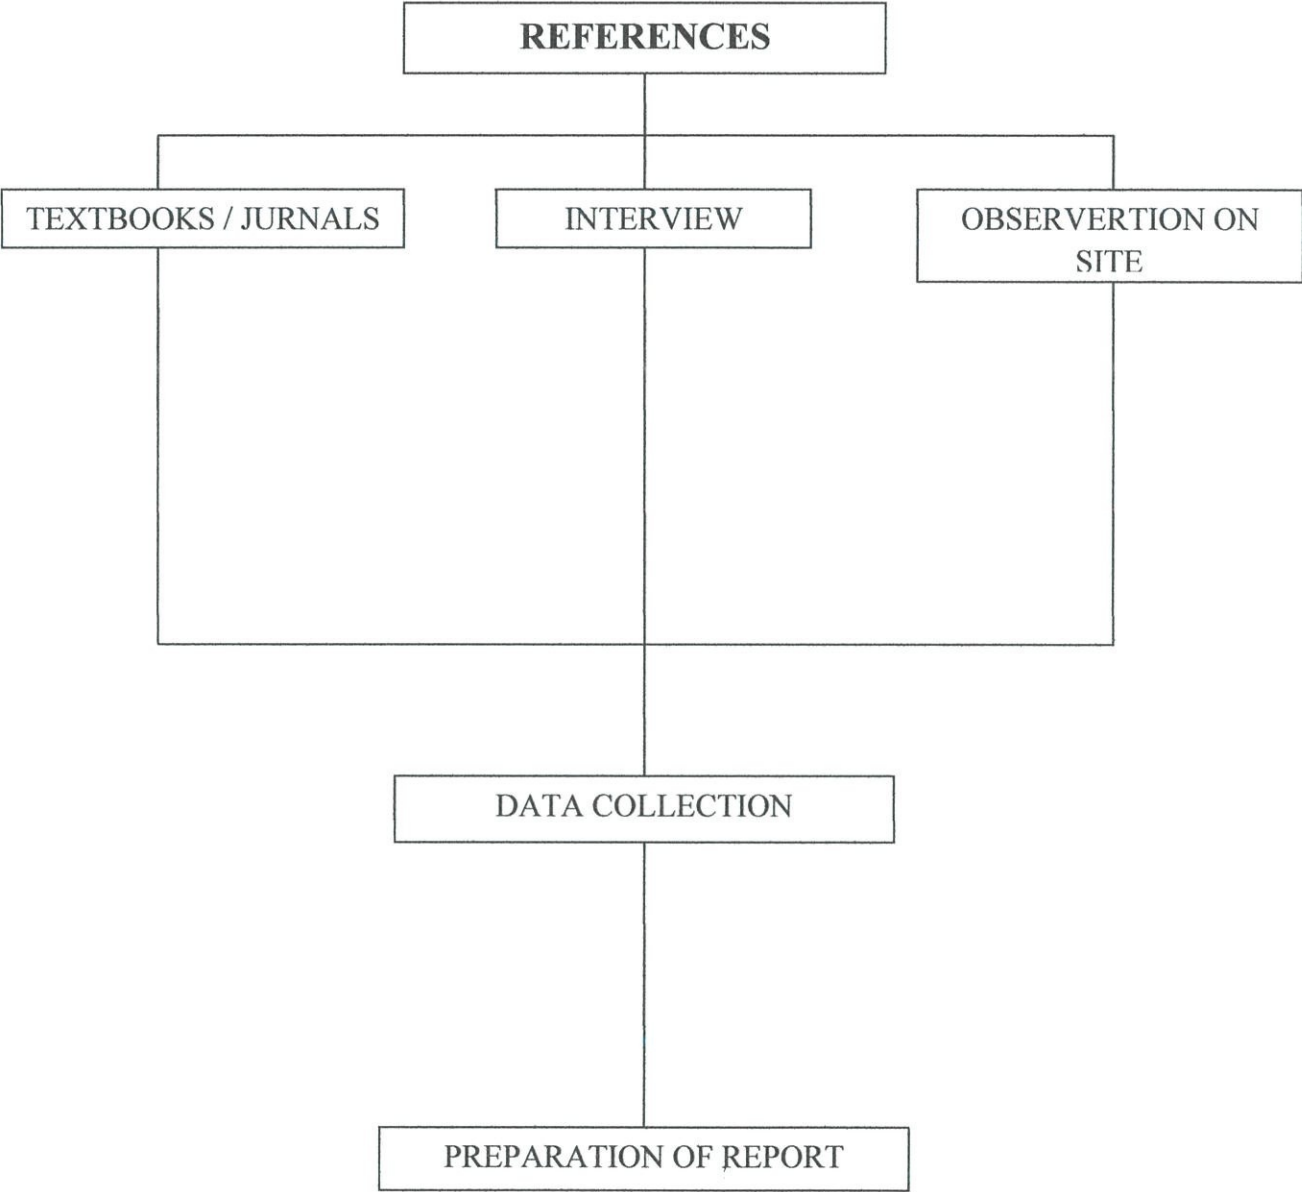 REFERENCES
TEXTBOOKS / JURNALS
INTERVIEW
OBSERVERTION ON
SITE
DATA COLLECTION
PREPARATION OF REPORT